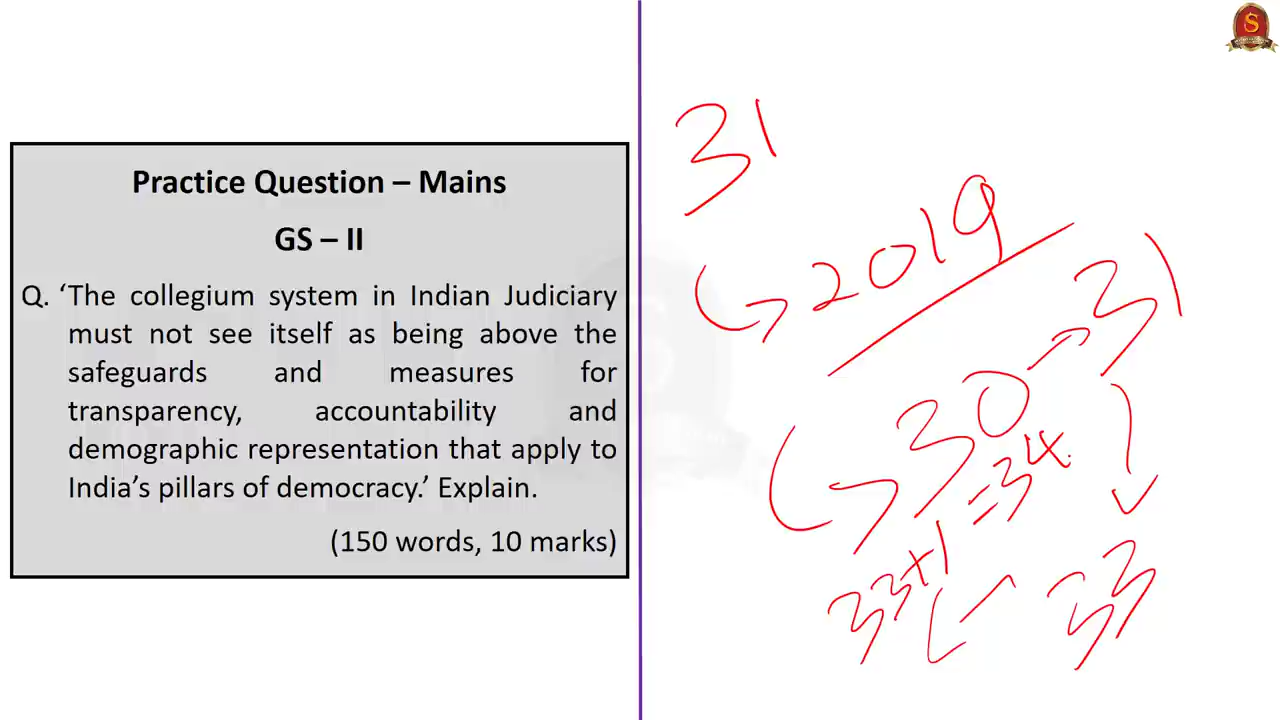 Practice Question – Mains
GS – II
Q. ‘The collegium system in Indian Judiciary
must not see itself as being above the
safeguards and measures for
transparency, accountability and
demographic representation that apply to
India’s pillars of democracy.’ Explain.
(150 words, 10 marks)
31
2019
30 → 31
= 34
33+1
33
S